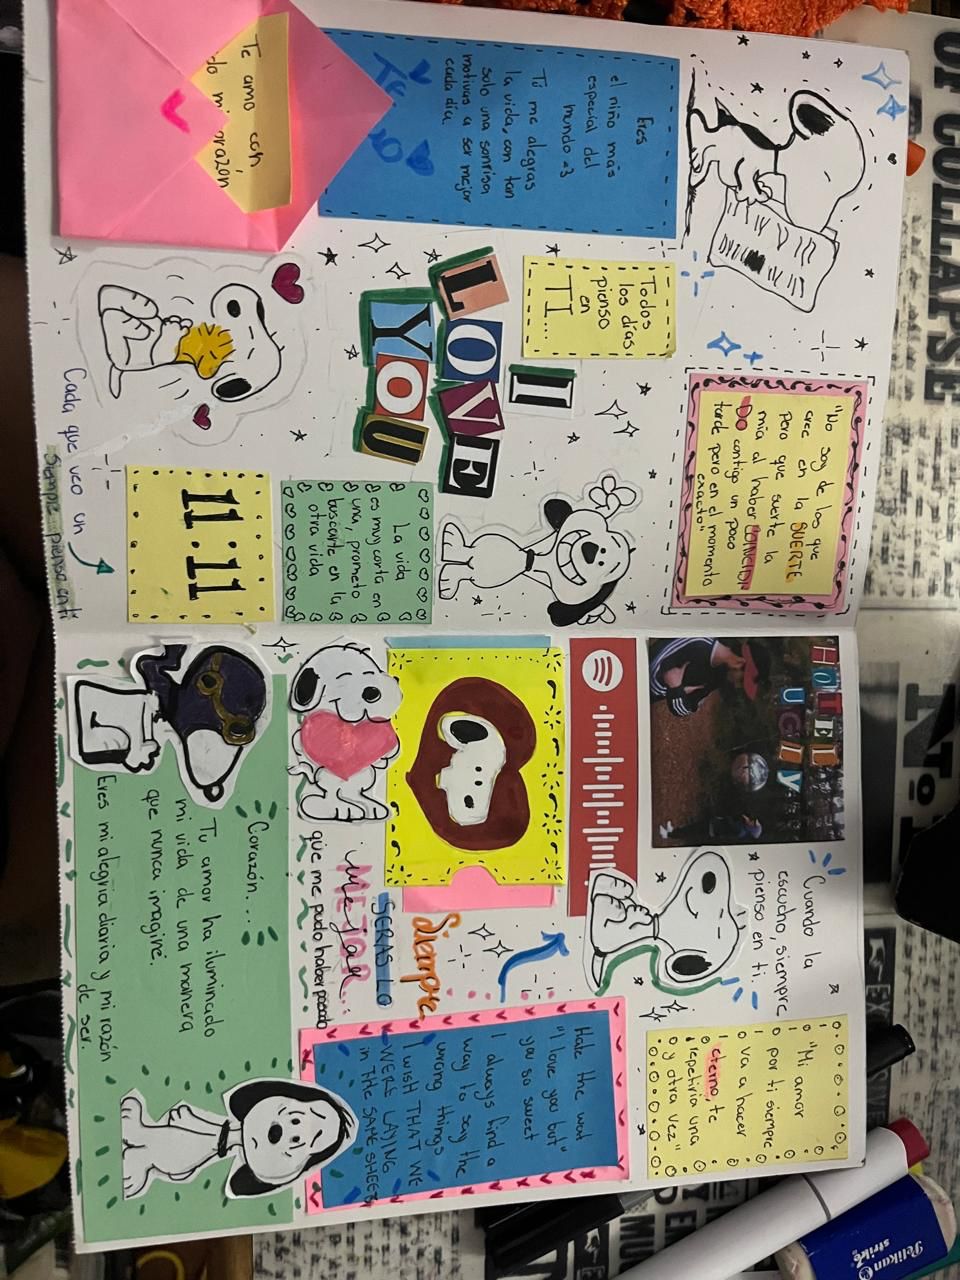 Te amo con
do mi
razón
TE
Eres
el niño más
especial del
mundo <3
Tú me alegras
la vida, con tan
solo una sonrisa
motivas a ser mejor
cada día.
Todos
los días
pienso
en
TI...
I
LOVE
YOU
"No soy de los que
cree en la SUERTE
pero que suerte la
mía al haber COINCIDI
DO contigo un poco
tarde pero en el momento
exacto"
La vida
es muy corta en
una, prometo
buscarte en la
otra vida
11:11
Cada que veo un
Siempre pienso en ti
HATED
UGLY
Cuando la
escucho, siempre
pienso en ti.
Siempre
SERÁS LO
MEJOR...
que me pudo haber pasado
"Mi amor
por ti siempre
va a hacer
eterno, te
repetiría una
y otra vez"
Hate the way
"I love you but"
you so sweet
I always find a
way to say the
wrong things
I wish THAT WE
WERE LAYING
in THE SAME SHEETS
Corazón...
Tu amor ha iluminado
mi vida de una manera
que nunca imaginé.
Eres mi alegría diaria y mi razón
de ser.
OF COLLAPSE
Nº
Pelikan